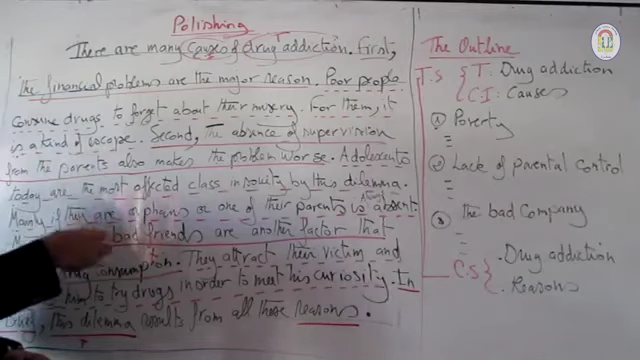 Polishing
There are many causes of drug addiction. First,
the financial problems are the major reason. Poor people
consume drugs to forget about their misery. For them, it
is a kind of escape. Second, the absence of supervision
from the parents also makes the problem worse. Adolescents
today are the most affected class in society by this dilemma.
Mainly if they are orphans or one of their parents is absent.
bad friends are another factor that
drug consumption. They attract their victim and
him to try drugs in order to meet his curiosity. In
this dilemma results from all these reasons.
T
The Outline
T.S { T: Drug addiction
C.I: Causes
① Poverty
② Lack of parental control
③ The bad Company
C.S { . Drug addiction
. Reasons